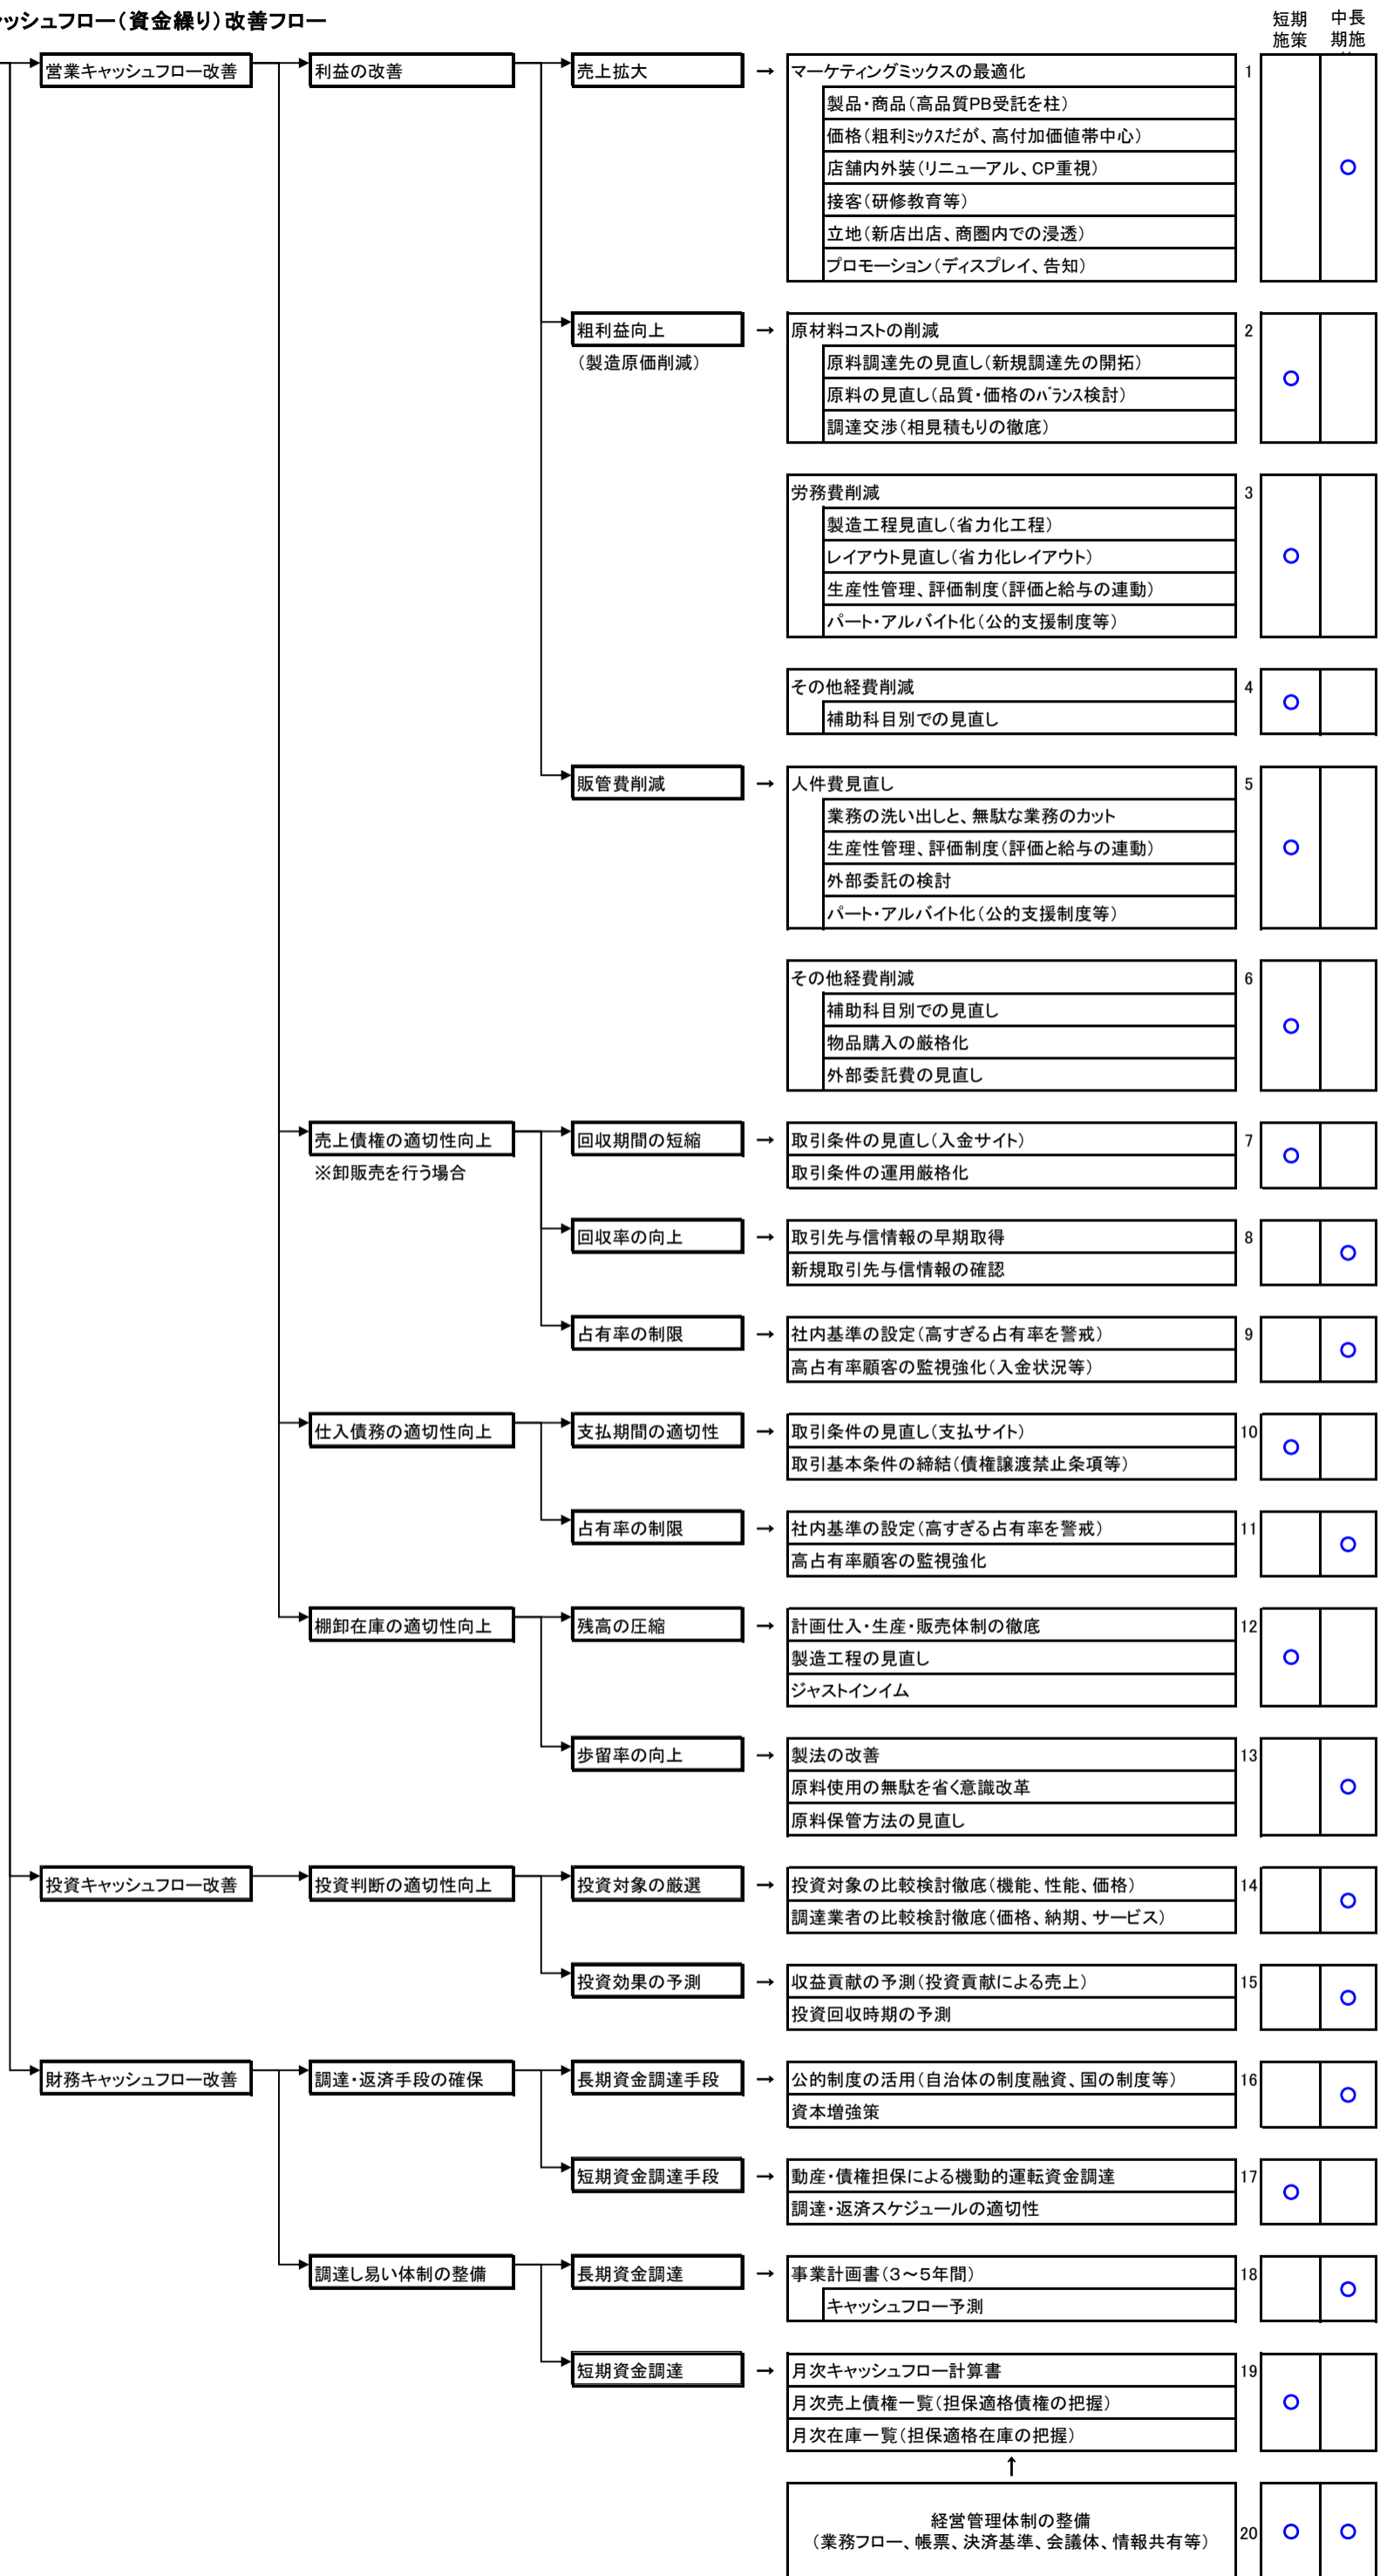 ッシュフロー（資金繰り）改善フロー
短期
施策
中長
期施
営業キャッシュフロー改善
利益の改善
売上拡大
→
マーケティングミックスの最適化
1
製品・商品（高品質PB受託を柱）
価格（粗利ﾐｯｸｽだが、高付加価値帯中心）
店舗内外装（リニューアル、CP重視）
○
接客（研修教育等）
立地（新店出店、商圏内での浸透）
プロモーション（ディスプレイ、告知）
粗利益向上
→
原材料コストの削減
2
（製造原価削減）
原料調達先の見直し（新規調達先の開拓）
○
原料の見直し（品質・価格のﾊﾞﾗﾝｽ検討）
調達交渉（相見積もりの徹底）
労務費削減
3
製造工程見直し（省力化工程）
レイアウト見直し（省力化レイアウト）
○
生産性管理、評価制度（評価と給与の連動）
パート・アルバイト化（公的支援制度等）
その他経費削減
4
○
補助科目別での見直し
販管費削減
→
人件費見直し
5
業務の洗い出しと、無駄な業務のカット
生産性管理、評価制度（評価と給与の連動）
○
外部委託の検討
パート・アルバイト化（公的支援制度等）
その他経費削減
6
補助科目別での見直し
○
物品購入の厳格化
外部委託費の見直し
売上債権の適切性向上
回収期間の短縮
→
取引条件の見直し（入金サイト）
7
○
※卸販売を行う場合
取引条件の運用厳格化
回収率の向上
→
取引先与信情報の早期取得
8
○
新規取引先与信情報の確認
占有率の制限
→
社内基準の設定（高すぎる占有率を警戒）
9
○
高占有率顧客の監視強化（入金状況等）
仕入債務の適切性向上
支払期間の適切性
→
取引条件の見直し（支払サイト）
10
○
取引基本条件の締結（債権譲渡禁止条項等）
占有率の制限
→
社内基準の設定（高すぎる占有率を警戒）
11
○
高占有率顧客の監視強化
棚卸在庫の適切性向上
残高の圧縮
→
計画仕入・生産・販売体制の徹底
12
製造工程の見直し
○
ジャストインイム
歩留率の向上
→
製法の改善
13
原料使用の無駄を省く意識改革
○
原料保管方法の見直し
投資キャッシュフロー改善
投資判断の適切性向上
投資対象の厳選
→
投資対象の比較検討徹底（機能、性能、価格）
14
○
調達業者の比較検討徹底（価格、納期、サービス）
投資効果の予測
→
収益貢献の予測（投資貢献による売上）
15
○
投資回収時期の予測
財務キャッシュフロー改善
調達・返済手段の確保
長期資金調達手段
→
公的制度の活用（自治体の制度融資、国の制度等）
16
○
資本増強策
短期資金調達手段
→
動産・債権担保による機動的運転資金調達
17
○
調達・返済スケジュールの適切性
調達し易い体制の整備
長期資金調達
→
事業計画書（３～５年間）
18
○
キャッシュフロー予測
短期資金調達
→
月次キャッシュフロー計算書
19
月次売上債権一覧（担保適格債権の把握）
○
月次在庫一覧（担保適格在庫の把握）
↑
経営管理体制の整備
（業務フロー、帳票、決済基準、会議体、情報共有等）
20
○
○